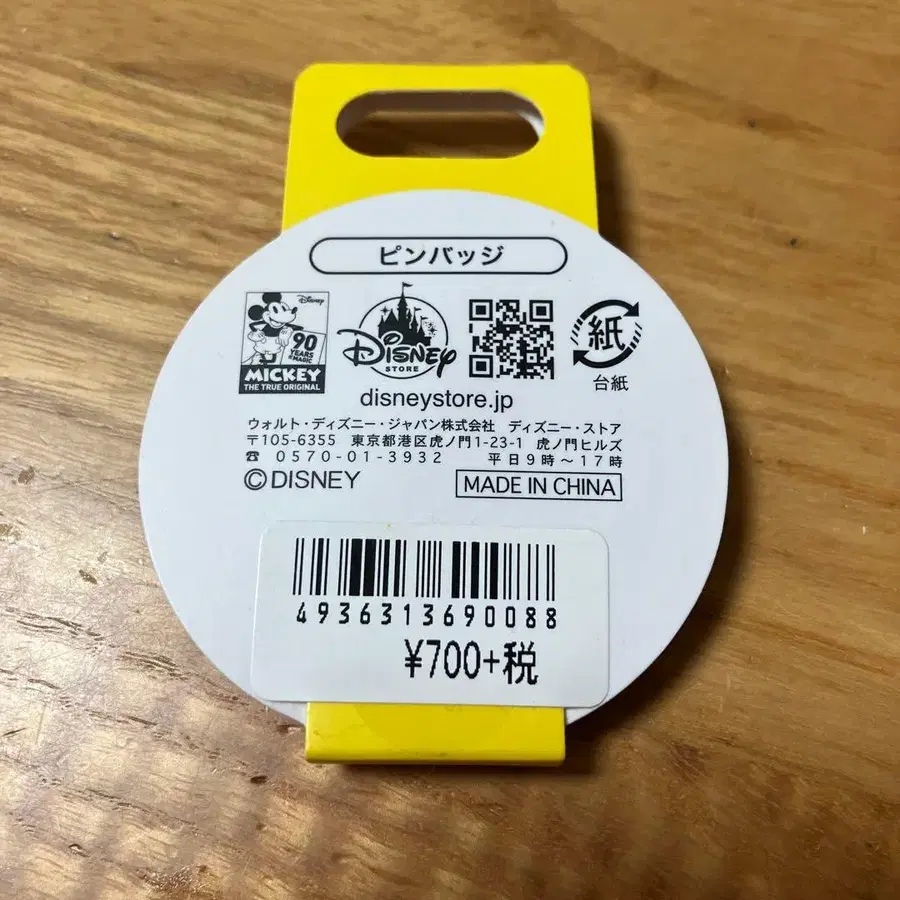 ピンバッジ
Disney
90
YEARS
OF MAGIC
MICKEY
THE TRUE ORIGINAL
DISNEY
STORE
紙
台紙
disneystore.jp
ウォルト・ディズニー・ジャパン株式会社 ディズニー・ストア
〒105-6355 東京都港区虎ノ門1-23-1 虎ノ門ヒルズ
☎ 0570-01-3932 平日9時～17時
©DISNEY
MADE IN CHINA
4936313690088
¥700+税